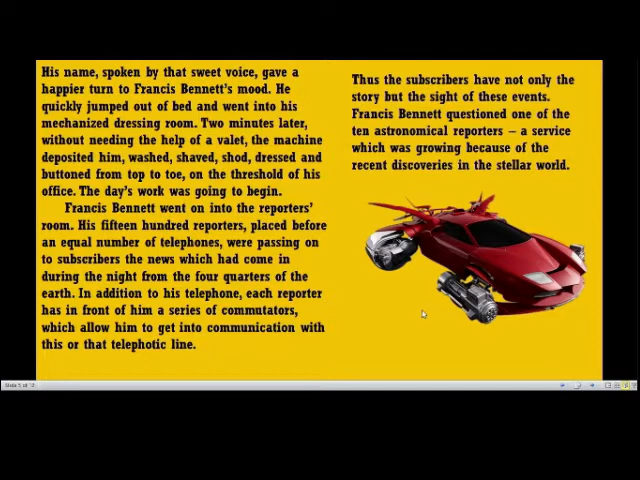 His name, spoken by that sweet voice, gave a
happier turn to Francis Bennett's mood. He
quickly jumped out of bed and went into his
mechanized dressing room. Two minutes later,
without needing the help of a valet, the machine
deposited him, washed, shaved, shod, dressed and
buttoned from top to toe, on the threshold of his
office. The day's work was going to begin.
Francis Bennett went on into the reporters'
room. His fifteen hundred reporters, placed before
an equal number of telephones, were passing on
to subscribers the news which had come in
during the night from the four quarters of the
earth. In addition to his telephone, each reporter
has in front of him a series of commutators,
which allow him to get into communication with
this or that telephotic line.
Thus the subscribers have not only the
story but the sight of these events.
Francis Bennett questioned one of the
ten astronomical reporters – a service
which was growing because of the
recent discoveries in the stellar world.
Slide 5 of 12